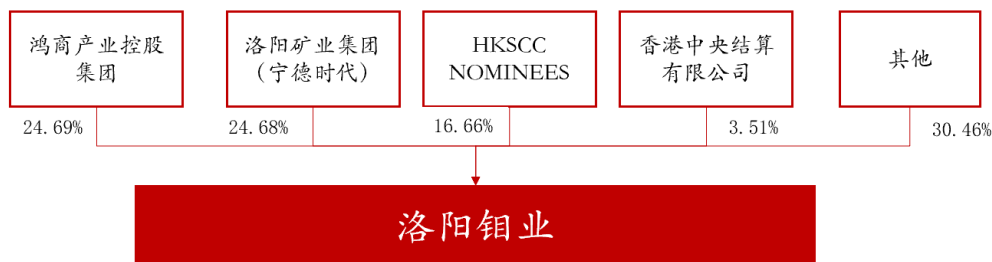 鸿商产业控股
集团
洛阳矿业集团
（宁德时代）
HKSCC
NOMINEES
香港中央结算
有限公司
其他
24.69%
24.68%
16.66%
3.51%
30.46%
洛阳钼业